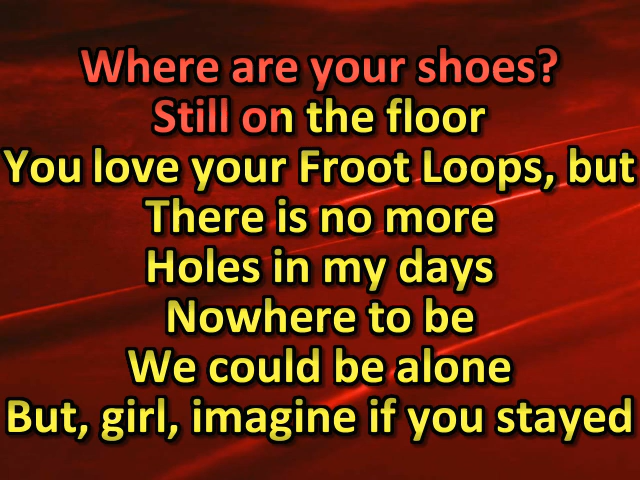 Where are your shoes?
Still on the floor
You love your Froot Loops, but
There is no more
Holes in my days
Nowhere to be
We could be alone
But, girl, imagine if you stayed